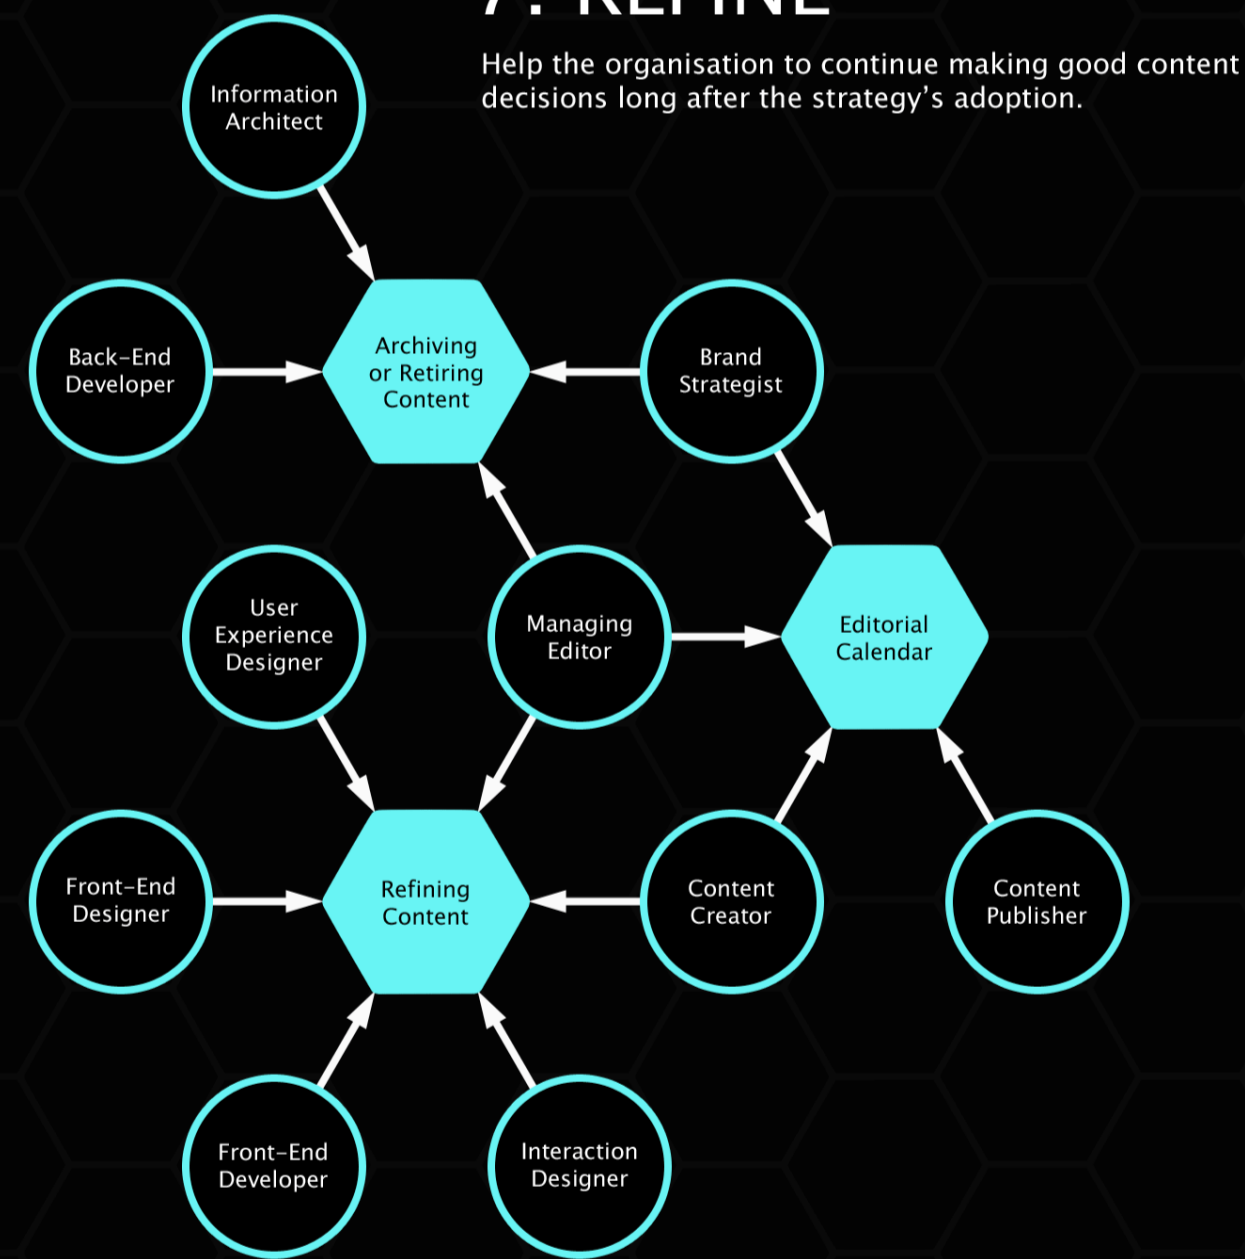 7. REFINE
Help the organisation to continue making good content
decisions long after the strategy’s adoption.
Information
Architect
Back-End
Developer
Archiving
or Retiring
Content
Brand
Strategist
User
Experience
Designer
Managing
Editor
Editorial
Calendar
Front-End
Designer
Refining
Content
Content
Creator
Content
Publisher
Front-End
Developer
Interaction
Designer